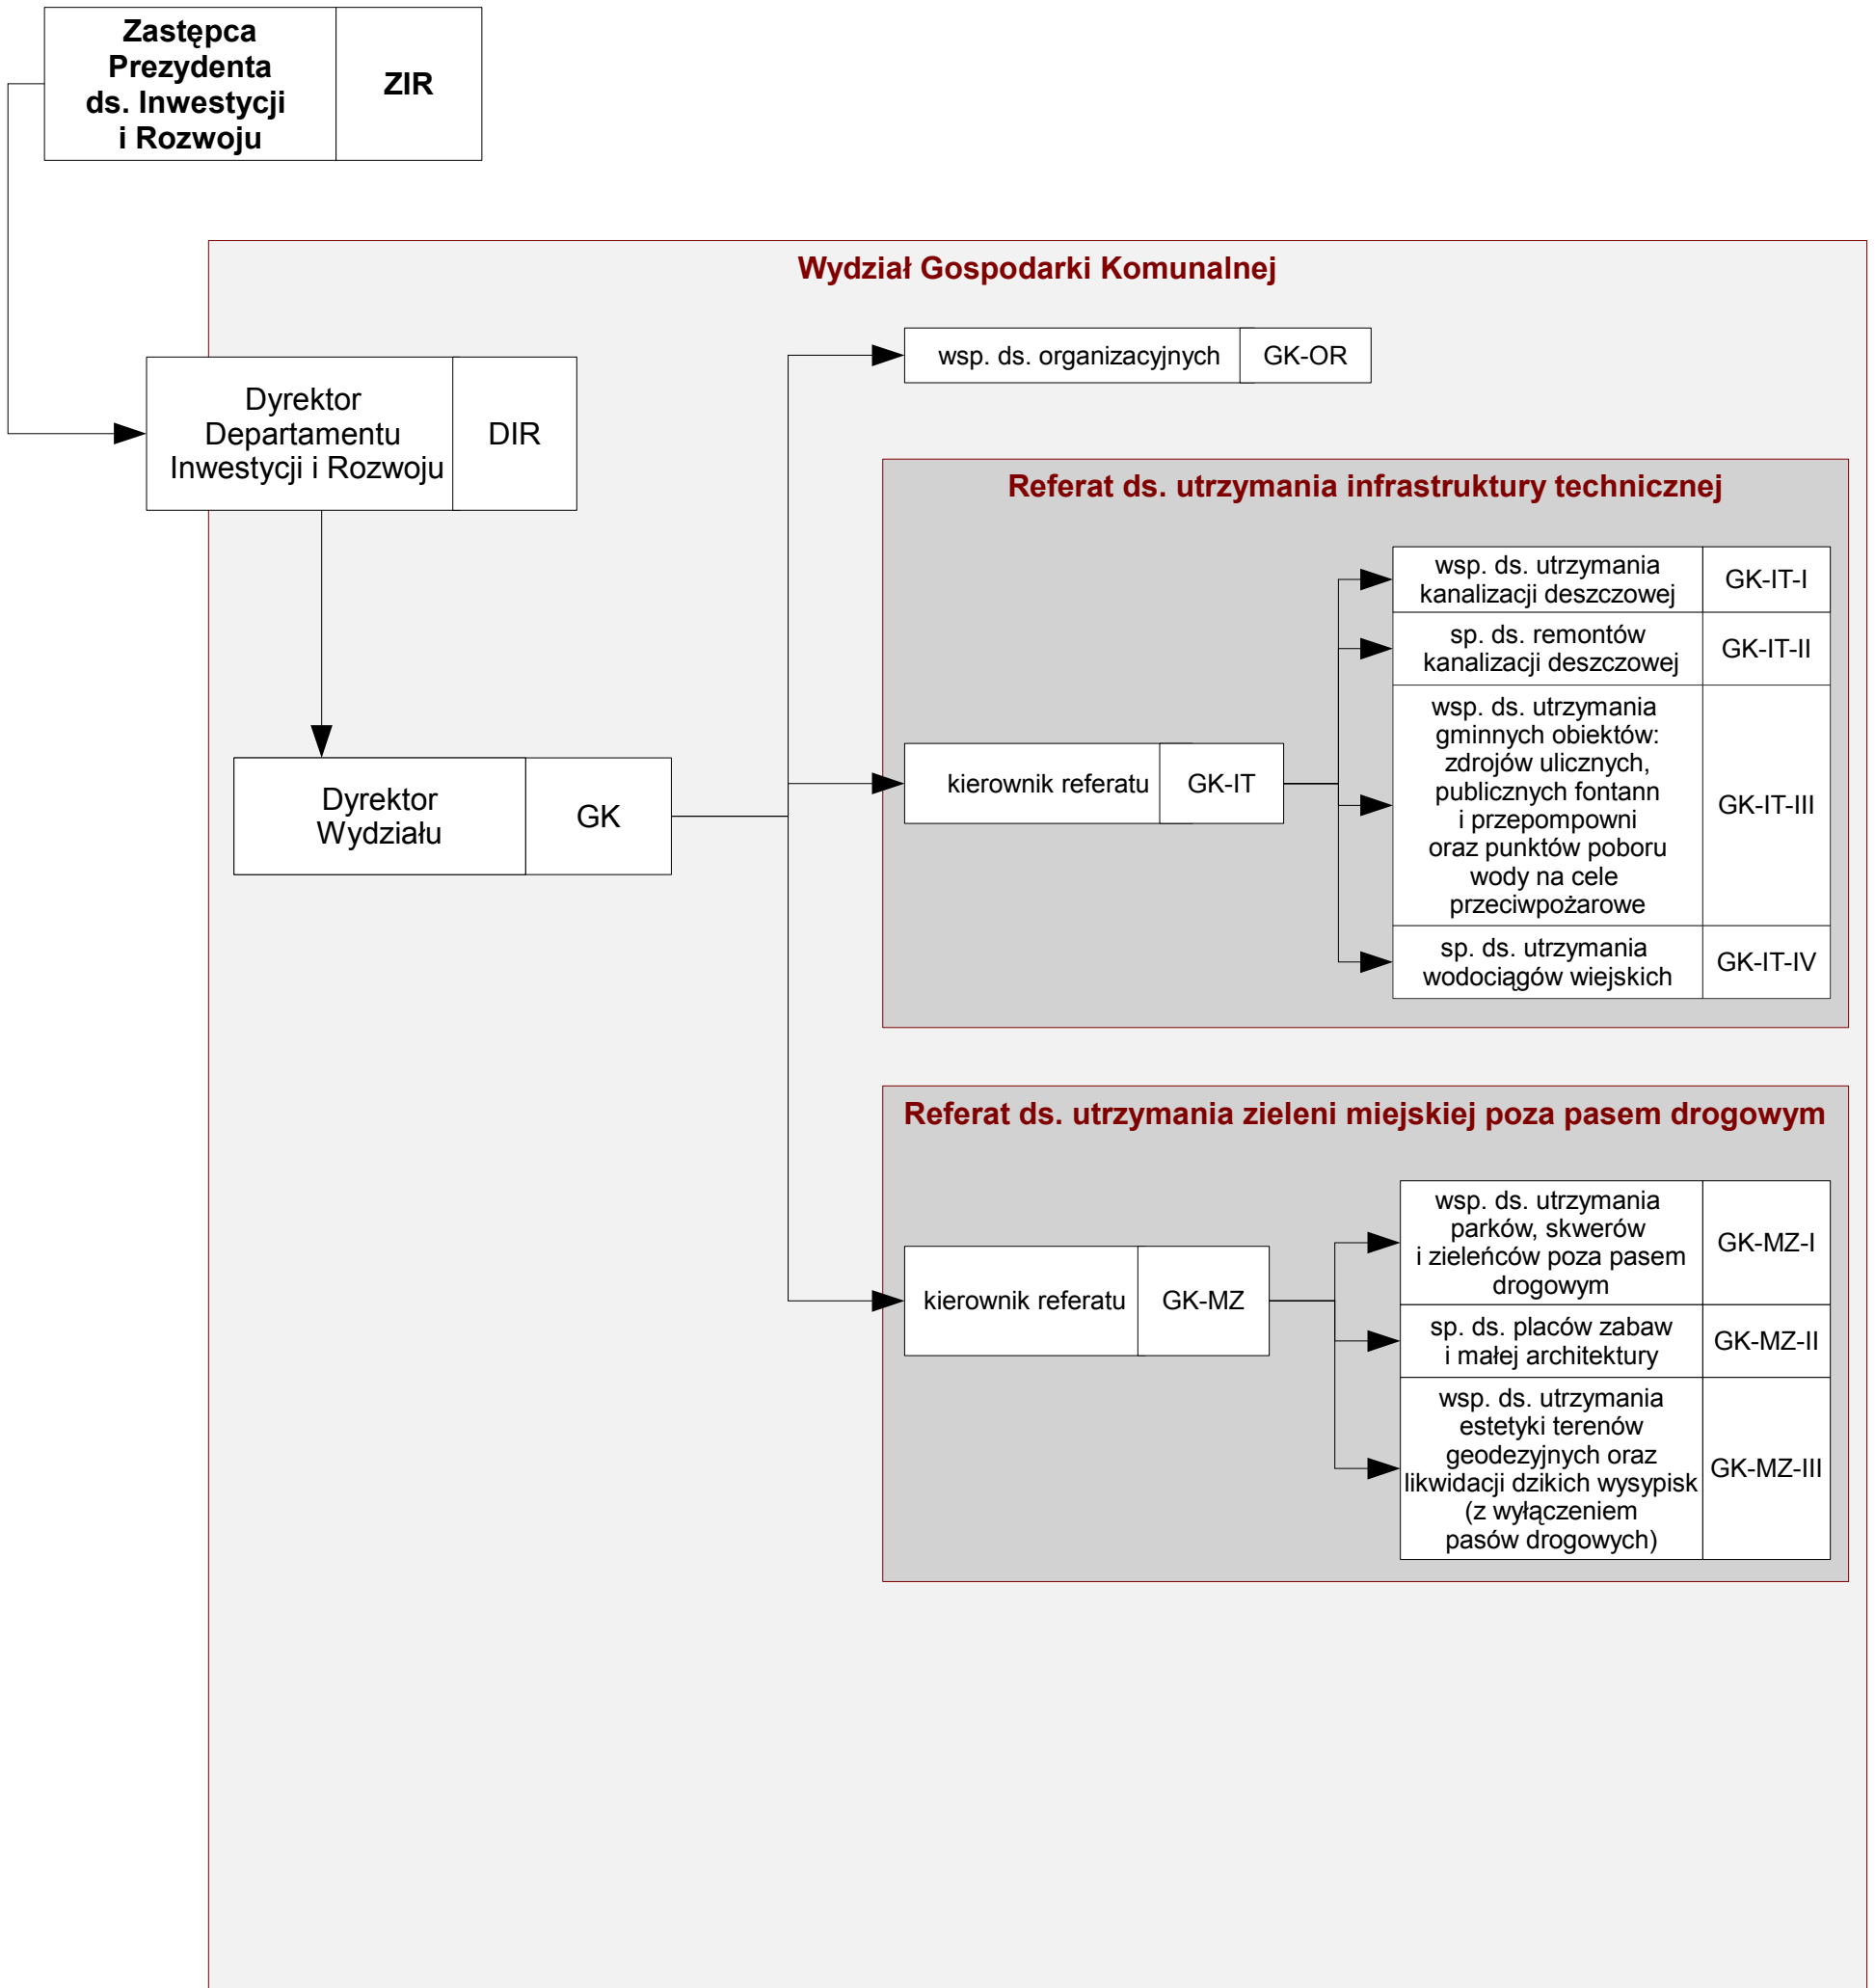 Zastępca
Prezydenta
ds. Inwestycji
i Rozwoju
ZIR
Wydział Gospodarki Komunalnej
Dyrektor
Departamentu
Inwestycji i Rozwoju
DIR
Dyrektor
Wydziału
GK
wsp. ds. organizacyjnych
GK-OR
Referat ds. utrzymania infrastruktury technicznej
kierownik referatu
GK-IT
wsp. ds. utrzymania
kanalizacji deszczowej
GK-IT-I
sp. ds. remontów
kanalizacji deszczowej
GK-IT-II
wsp. ds. utrzymania
gminnych obiektów:
zdrojów ulicznych,
publicznych fontann
i przepompowni
oraz punktów poboru
wody na cele
przeciwpożarowe
GK-IT-III
sp. ds. utrzymania
wodociągów wiejskich
GK-IT-IV
Referat ds. utrzymania zieleni miejskiej poza pasem drogowym
kierownik referatu
GK-MZ
wsp. ds. utrzymania
parków, skwerów
i zieleńców poza pasem
drogowym
GK-MZ-I
sp. ds. placów zabaw
i małej architektury
GK-MZ-II
wsp. ds. utrzymania
estetyki terenów
geodezyjnych oraz
likwidacji dzikich wysypisk
(z wyłączeniem
pasów drogowych)
GK-MZ-III